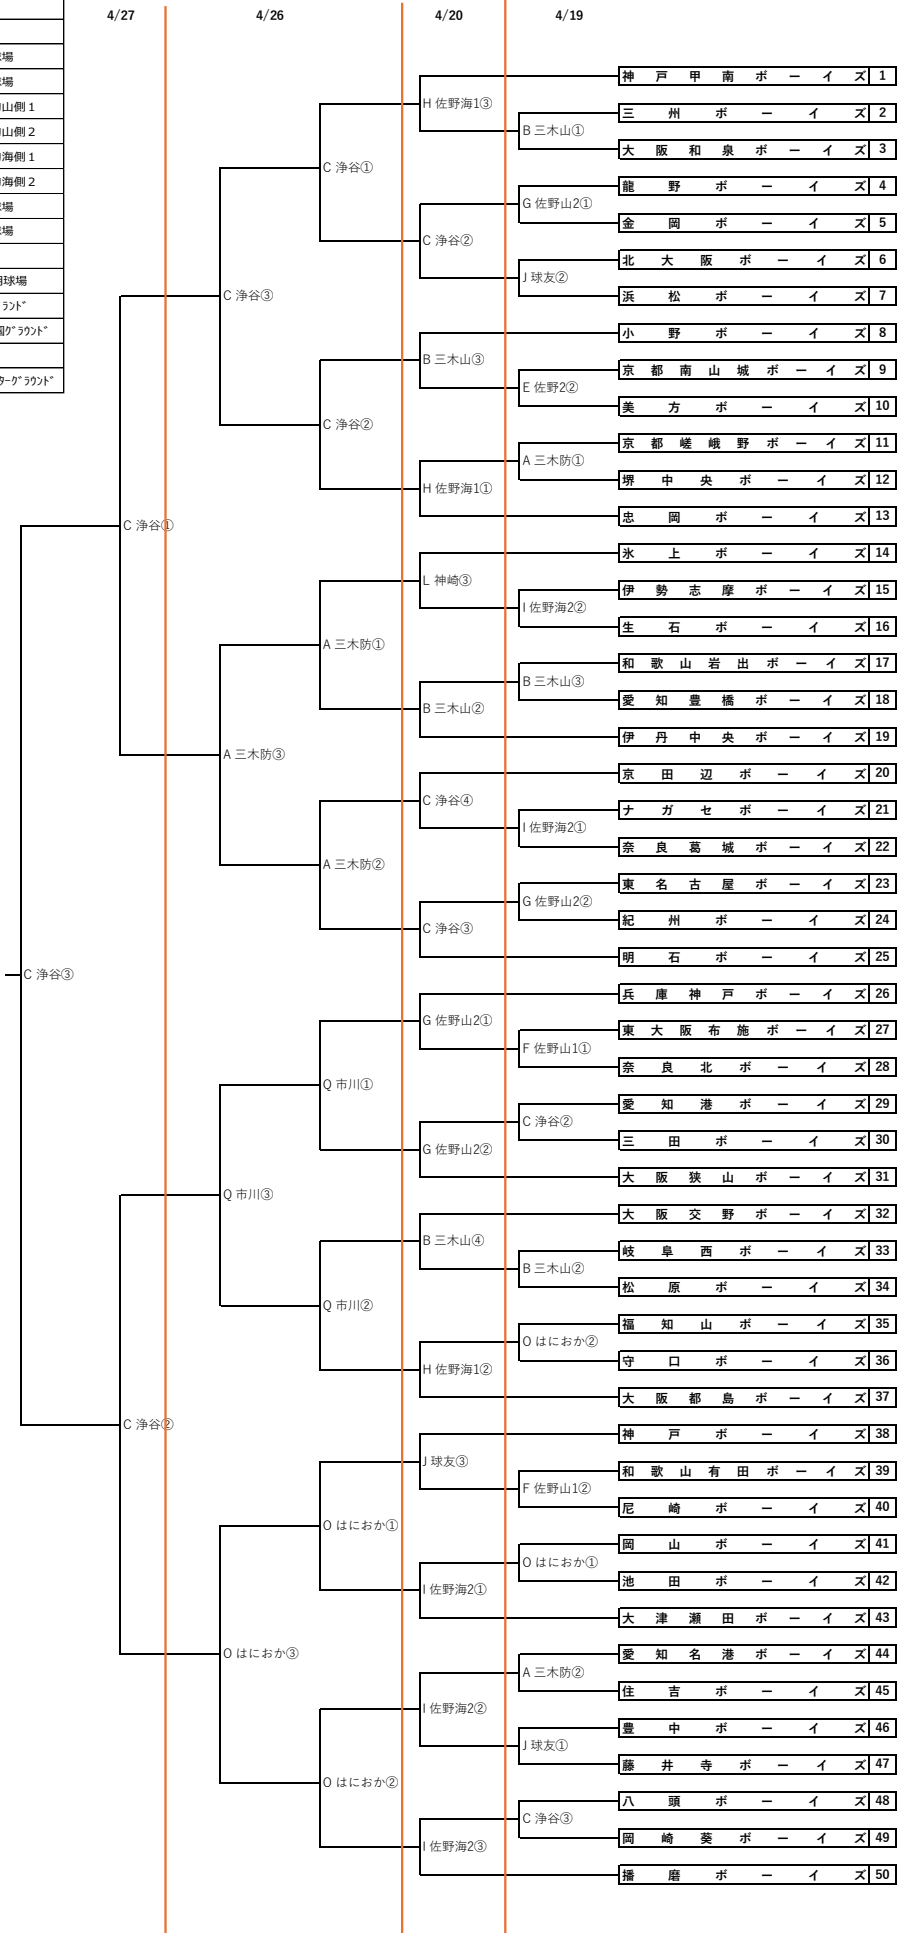 4/27 4/26 4/20 4/19
球場
球場
山側1
山側2
海側1
海側2
球場
球場
球場
ランド
園グラウンド
ターグラウンド
神戸甲南ボーイズ 1
H 佐野海1③
三州ボーイズ 2
B 三木山①
大阪和泉ボーイズ 3
C 浄谷①
龍野ボーイズ 4
G 佐野山2①
金岡ボーイズ 5
C 浄谷②
北大阪ボーイズ 6
J 球友②
浜松ボーイズ 7
C 浄谷③
小野ボーイズ 8
B 三木山③
京都南山城ボーイズ 9
E 佐野2②
美方ボーイズ 10
C 浄谷②
京都嵯峨野ボーイズ 11
A 三木防①
堺中央ボーイズ 12
H 佐野海1①
忠岡ボーイズ 13
C 浄谷①
氷上ボーイズ 14
L 神崎③
伊勢志摩ボーイズ 15
I 佐野海2②
生石ボーイズ 16
A 三木防①
和歌山岩出ボーイズ 17
B 三木山③
愛知豊橋ボーイズ 18
B 三木山②
伊丹中央ボーイズ 19
A 三木防③
京田辺ボーイズ 20
C 浄谷④
ナガセボーイズ 21
I 佐野海2①
奈良葛城ボーイズ 22
A 三木防②
東名古屋ボーイズ 23
G 佐野山2②
紀州ボーイズ 24
C 浄谷③
明石ボーイズ 25
C 浄谷③
兵庫神戸ボーイズ 26
G 佐野山2①
東大阪布施ボーイズ 27
F 佐野山1①
奈良北ボーイズ 28
Q 市川①
愛知港ボーイズ 29
C 浄谷②
三田ボーイズ 30
G 佐野山2②
大阪狭山ボーイズ 31
Q 市川③
大阪交野ボーイズ 32
B 三木山④
岐阜西ボーイズ 33
B 三木山②
松原ボーイズ 34
Q 市川②
福知山ボーイズ 35
O はにおか②
守口ボーイズ 36
H 佐野海1②
大阪都島ボーイズ 37
C 浄谷②
神戸ボーイズ 38
J 球友③
和歌山有田ボーイズ 39
F 佐野山1②
尼崎ボーイズ 40
O はにおか①
岡山ボーイズ 41
O はにおか①
池田ボーイズ 42
I 佐野海2①
大津瀬田ボーイズ 43
O はにおか③
愛知名港ボーイズ 44
A 三木防②
住吉ボーイズ 45
I 佐野海2②
豊中ボーイズ 46
J 球友①
藤井寺ボーイズ 47
O はにおか②
八頭ボーイズ 48
C 浄谷③
岡崎葵ボーイズ 49
I 佐野海2③
播磨ボーイズ 50